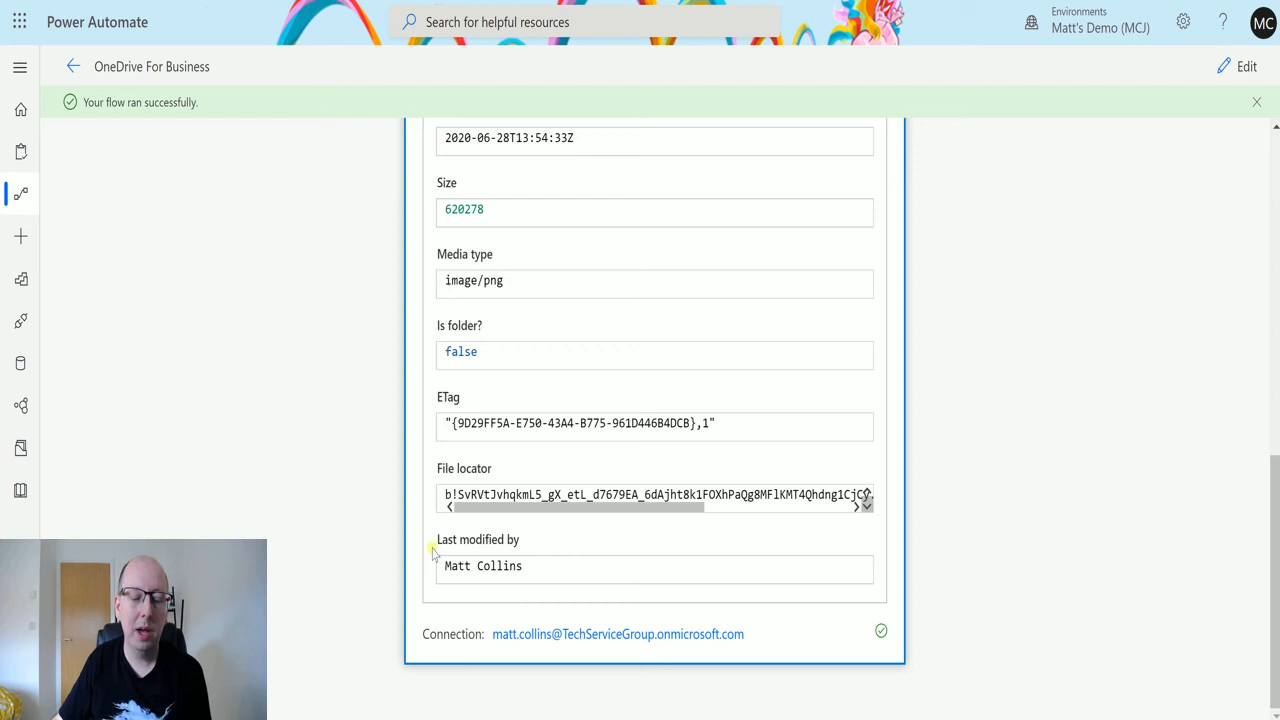 Power Automate
Search for helpful resources
Environments
Matt's Demo (MCJ)
MC
OneDrive For Business
Edit
Your flow ran successfully.
2020-06-28T13:54:33Z
Size
620278
Media type
image/png
Is folder?
false
ETag
"{9D29FF5A-E750-43A4-B775-961D446B4DCB},1"
File locator
b!SvRVtJvhqkmL5_gX_etL_d7679EA_6dAjht8k1FOXhPaQg8MFlKMT4Qhdng1CjCy.
Last modified by
Matt Collins
Connection: matt.collins@TechServiceGroup.onmicrosoft.com